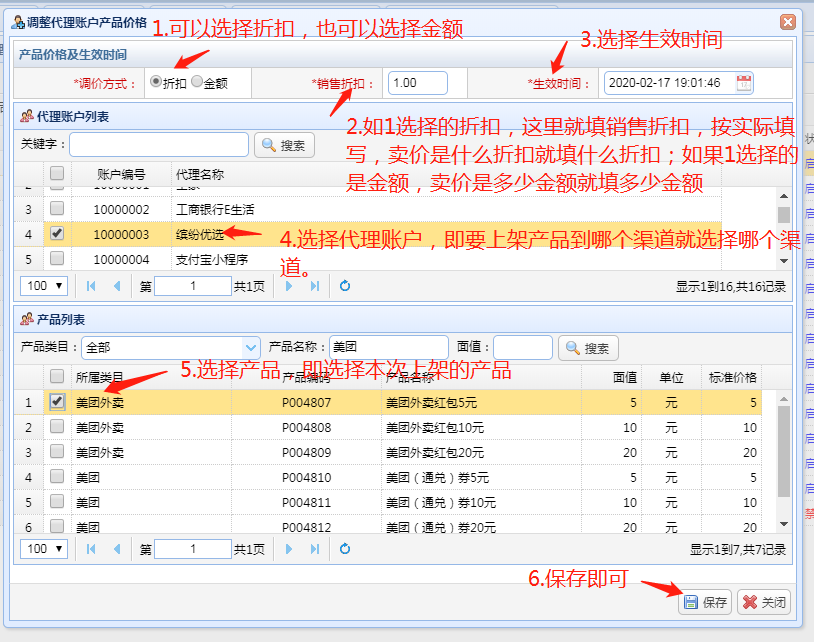 调整代理账户产品价格
1.可以选择折扣，也可以选择金额
产品价格及生效时间
3.选择生效时间
*调价方式： 折扣 金额 *销售折扣： 1.00 *生效时间： 2020-02-17 19:01:46
代理账户列表
2.如1选择的折扣，这里就填销售折扣，按实际填
写，卖价是什么折扣就填什么折扣；如果1选择的
是金额，卖价是多少金额就填多少金额
关键字： 搜索
账户编号 代理名称
3 10000002 工商银行E生活
4 10000003 缤纷优选
4.选择代理账户，即要上架产品到哪个渠道就选择哪个渠
道。
5 10000004 支付宝小程序
100 第 1 共1页 显示1到16,共16记录
产品列表
产品类目： 全部 产品名称： 美团 面值： 搜索
5.选择产品，即选择本次上架的产品
所属类目 产品编码 产品名称 面值 单位 标准价格
1 美团外卖 P004807 美团外卖红包5元 5 元 5
2 美团外卖 P004808 美团外卖红包10元 10 元 10
3 美团外卖 P004809 美团外卖红包20元 20 元 20
4 美团 P004810 美团（通兑）券5元 5 元 5
5 美团 P004811 美团（通兑）券10元 10 元 10
6 美团 P004812 美团（通兑）券20元 20 元 20
100 第 1 共1页 显示1到7,共7记录
6.保存即可
保存 关闭